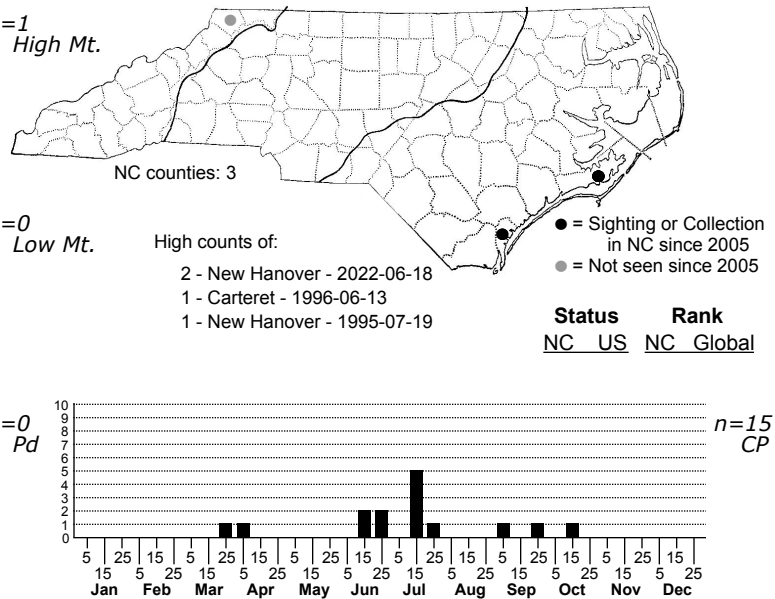 =1
High Mt.
NC counties: 3
=0
Low Mt.
High counts of:
2 - New Hanover - 2022-06-18
1 - Carteret - 1996-06-13
1 - New Hanover - 1995-07-19
= Sighting or Collection
in NC since 2005
= Not seen since 2005
Status Rank
NC US NC Global
=0
Pd
n=15
CP
10
9
8
7
6
5
4
3
2
1
0
5 25 5 25 5 25 5 25 5 25 5 25 5 25 5 25 5 25 5 25 5 25 5 25
15 15 15 15 15 15 15 15 15 15 15 15
Jan Feb Mar Apr May Jun Jul Aug Sep Oct Nov Dec